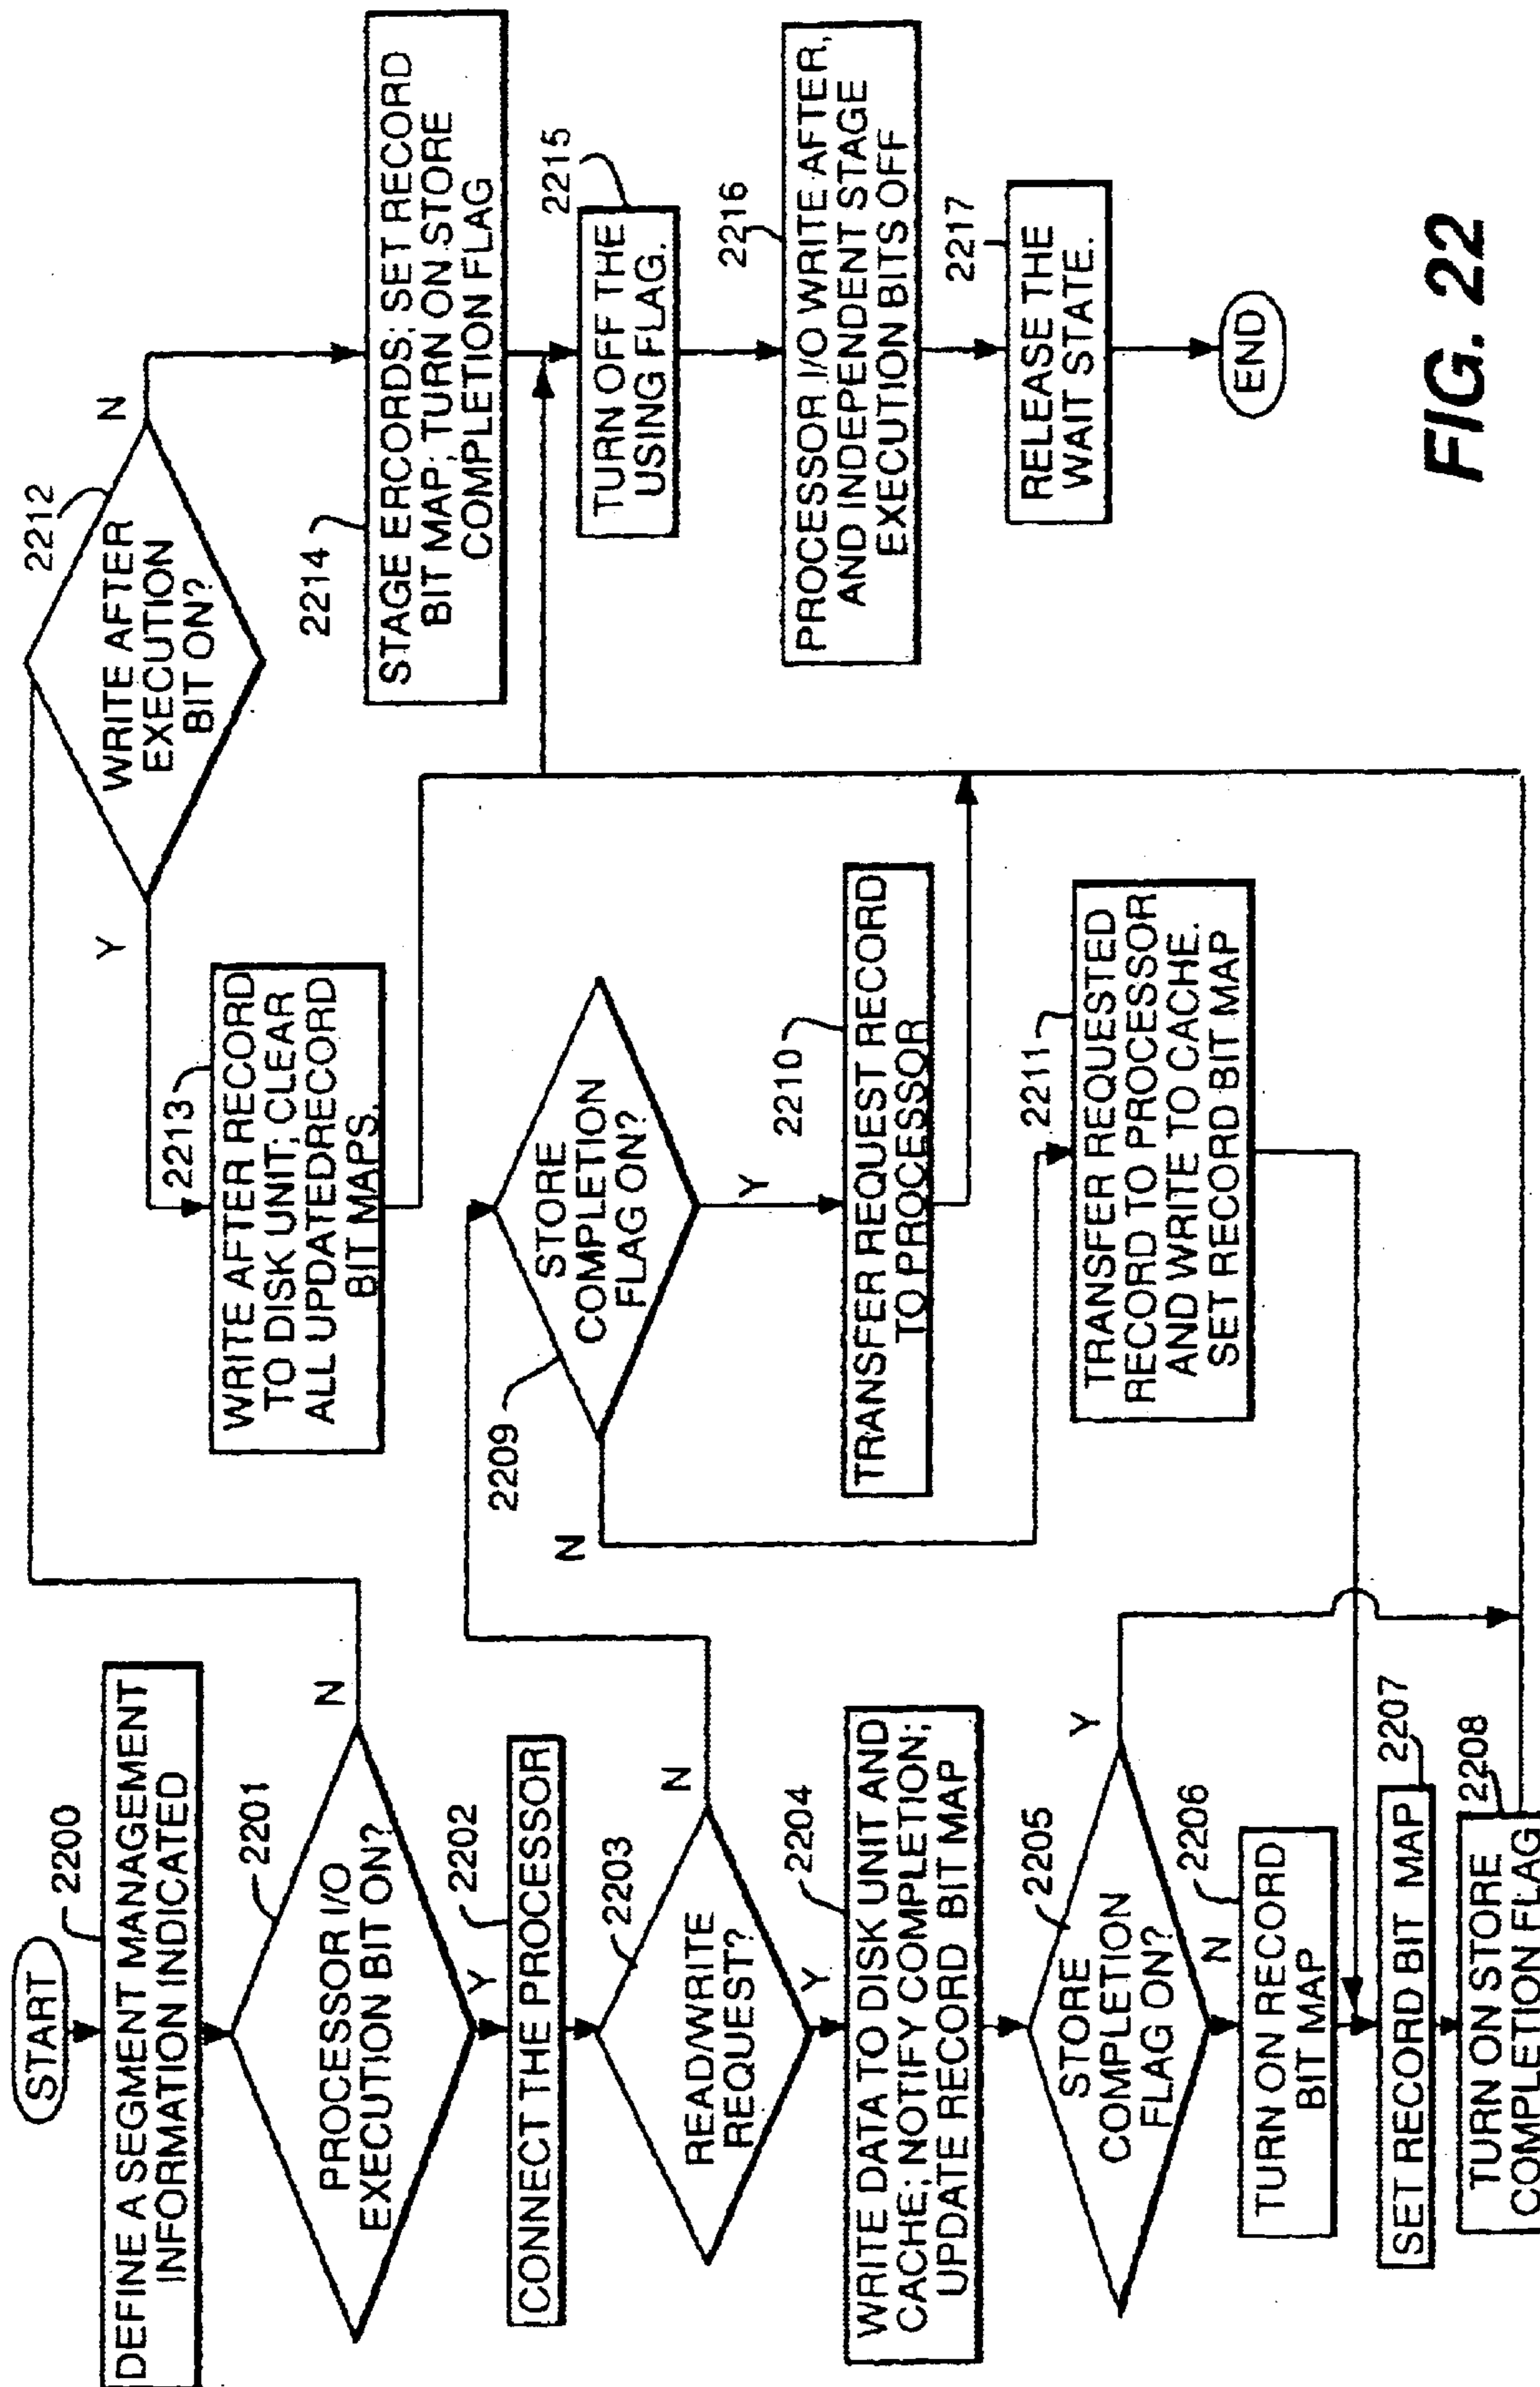 START
2200
DEFINE A SEGMENT MANAGEMENT
INFORMATION INDICATED
2201
PROCESSOR I/O
EXECUTION BIT ON?
N
Y
2202
CONNECT THE PROCESSOR
2203
READ/WRITE
REQUEST?
N
Y
2204
WRITE DATA TO DISK UNIT AND
CACHE; NOTIFY COMPLETION;
UPDATE RECORD BIT MAP
2205
STORE
COMPLETION
FLAG ON?
Y
N
2206
TURN ON RECORD
BIT MAP
2207
SET RECORD BIT MAP
2208
TURN ON STORE
COMPLETION FLAG
Y
2213
WRITE AFTER RECORD
TO DISK UNIT; CLEAR
ALL UPDATEDRECORD
BIT MAPS.
2209
STORE
COMPLETION
FLAG ON?
N
Y
2210
TRANSFER REQUEST RECORD
TO PROCESSOR
2211
TRANSFER REQUESTED
RECORD TO PROCESSOR
AND WRITE TO CACHE.
SET RECORD BIT MAP
2212
WRITE AFTER
EXECUTION
BIT ON?
N
2214
STAGE ERCORDS; SET RECORD
BIT MAP; TURN ON STORE
COMPLETION FLAG
2215
TURN OFF THE
USING FLAG.
2216
PROCESSOR I/O WRITE AFTER,
AND INDEPENDENT STAGE
EXECUTION BITS OFF
2217
RELEASE THE
WAIT STATE.
END
FIG. 22